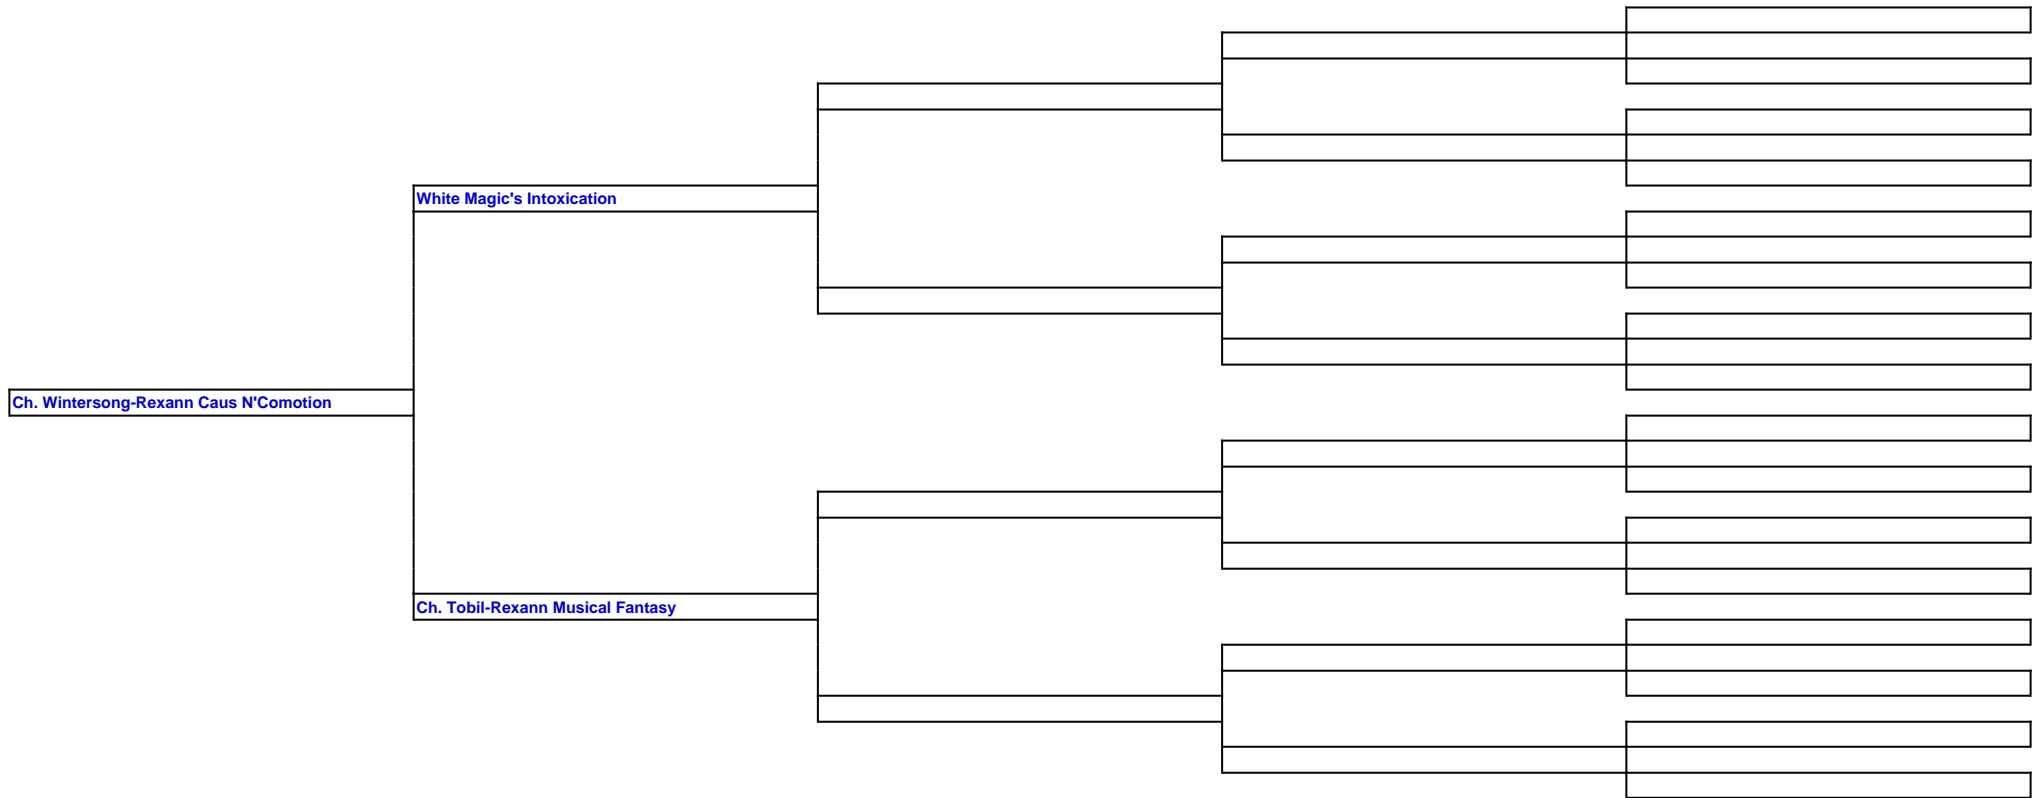 White Magic's Intoxication
Ch. Wintersong-Rexann Caus N'Comotion
Ch. Tobil-Rexann Musical Fantasy